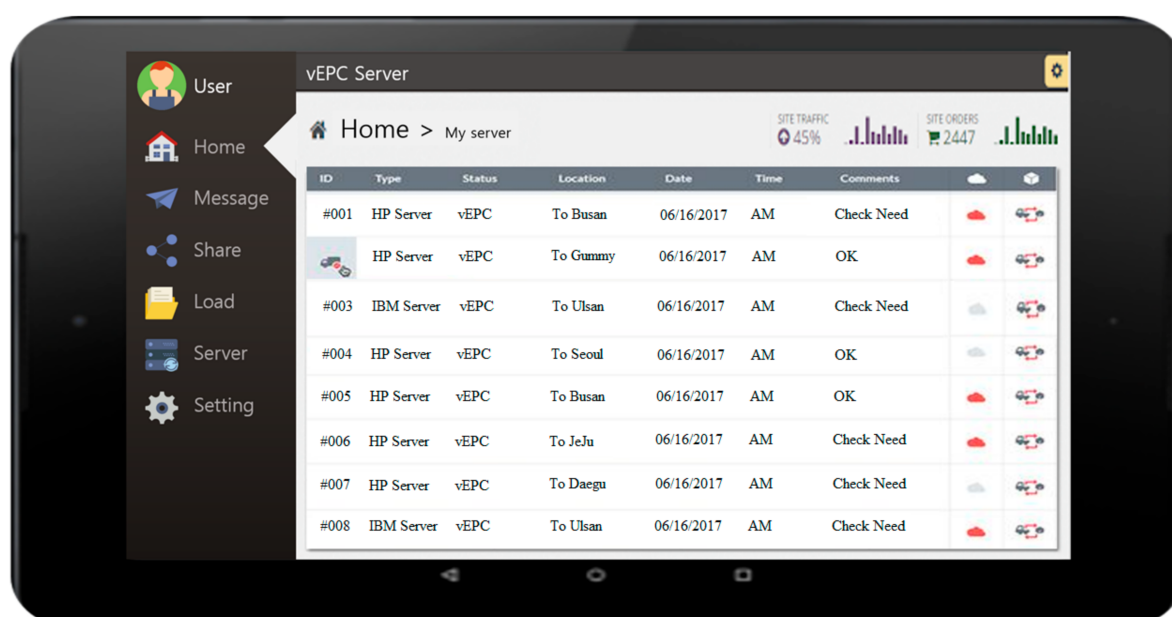 User
Home
Message
Share
Load
Server
Setting
vEPC Server
Home > My server
SITE TRAFFIC
45%
SITE ORDERS
2447
ID Type Status Location Date Time Comments
#001 HP Server vEPC To Busan 06/16/2017 AM Check Need
HP Server vEPC To Gummy 06/16/2017 AM OK
#003 IBM Server vEPC To Ulsan 06/16/2017 AM Check Need
#004 HP Server vEPC To Seoul 06/16/2017 AM OK
#005 HP Server vEPC To Busan 06/16/2017 AM OK
#006 HP Server vEPC To JeJu 06/16/2017 AM Check Need
#007 HP Server vEPC To Daegu 06/16/2017 AM Check Need
#008 IBM Server vEPC To Ulsan 06/16/2017 AM Check Need